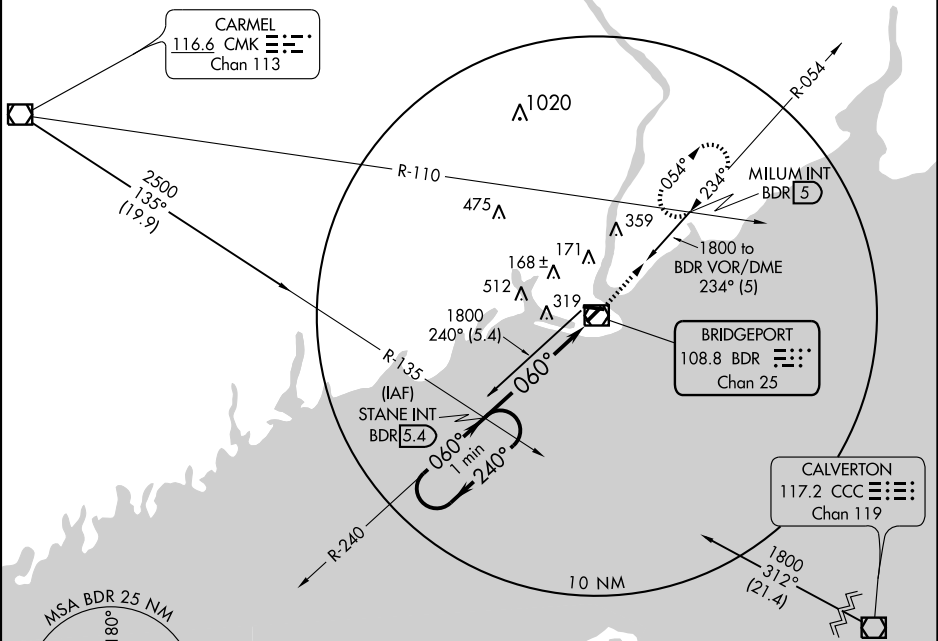 CARMEL
116.6 CMK
Chan 113
1020
R-054
2500
135°
(19.9)
R-110
054°
234°
MILUM INT
BDR 5
475
359
171
168 ±
1800 to
BDR VOR/DME
234° (5)
512
319
1800
240° (5.4)
BRIDGEPORT
108.8 BDR
Chan 25
R-135
060°
(IAF)
STANE INT
BDR 5.4
060°
1 min
240°
CALVERTON
117.2 CCC
Chan 119
R-240
1800
312°
(21.4)
10 NM
MSA BDR 25 NM
180°